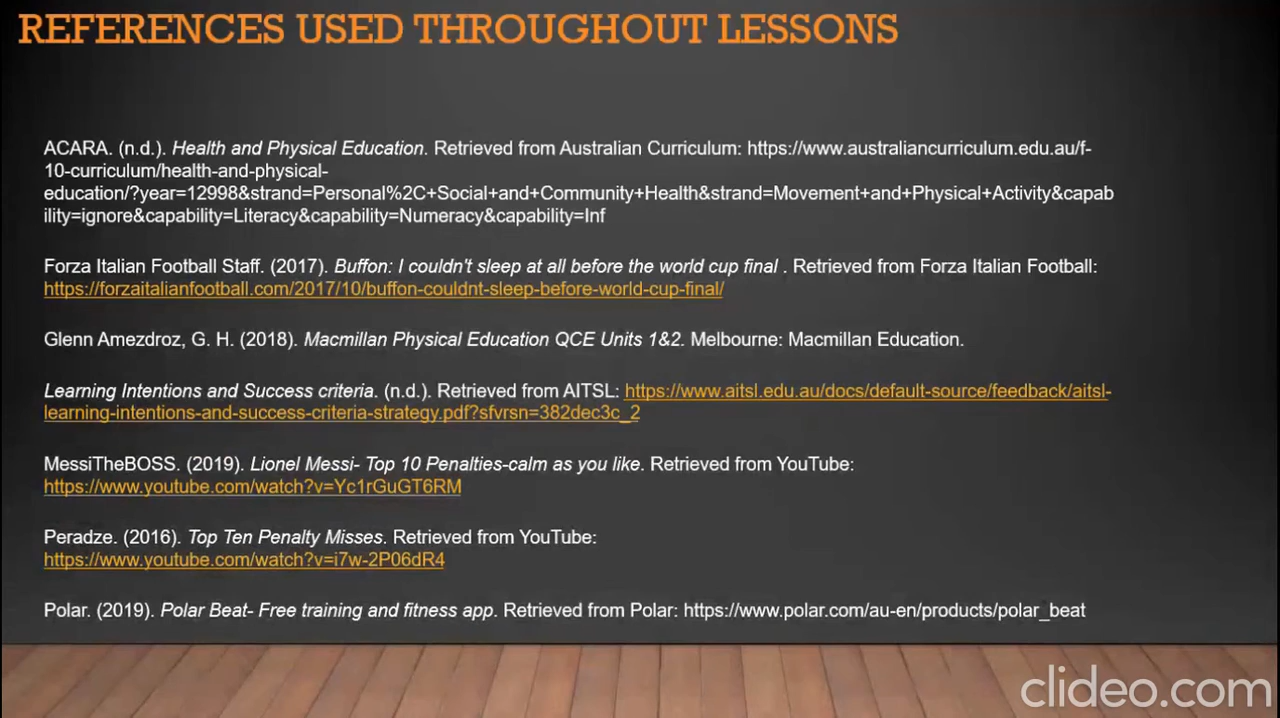 REFERENCES USED THROUGHOUT LESSONS
ACARA. (n.d.). Health and Physical Education. Retrieved from Australian Curriculum: https://www.australiancurriculum.edu.au/f-
10-curriculum/health-and-physical-
education/?year=12998&strand=Personal%2C+Social+and+Community+Health&strand=Movement+and+Physical+Activity&capab
ility=ignore&capability=Literacy&capability=Numeracy&capability=Inf
Forza Italian Football Staff. (2017). Buffon: I couldn't sleep at all before the world cup final . Retrieved from Forza Italian Football:
https://forzaitalianfootball.com/2017/10/buffon-couldnt-sleep-before-world-cup-final/
Glenn Amezdroz, G. H. (2018). Macmillan Physical Education QCE Units 1&2. Melbourne: Macmillan Education.
Learning Intentions and Success criteria. (n.d.). Retrieved from AITSL: https://www.aitsl.edu.au/docs/default-source/feedback/aitsl-
learning-intentions-and-success-criteria-strategy.pdf?sfvrsn=382dec3c_2
MessiTheBOSS. (2019). Lionel Messi- Top 10 Penalties-calm as you like. Retrieved from YouTube:
https://www.youtube.com/watch?v=Yc1rGuGT6RM
Peradze. (2016). Top Ten Penalty Misses. Retrieved from YouTube:
https://www.youtube.com/watch?v=i7w-2P06dR4
Polar. (2019). Polar Beat- Free training and fitness app. Retrieved from Polar: https://www.polar.com/au-en/products/polar_beat
clideo.com